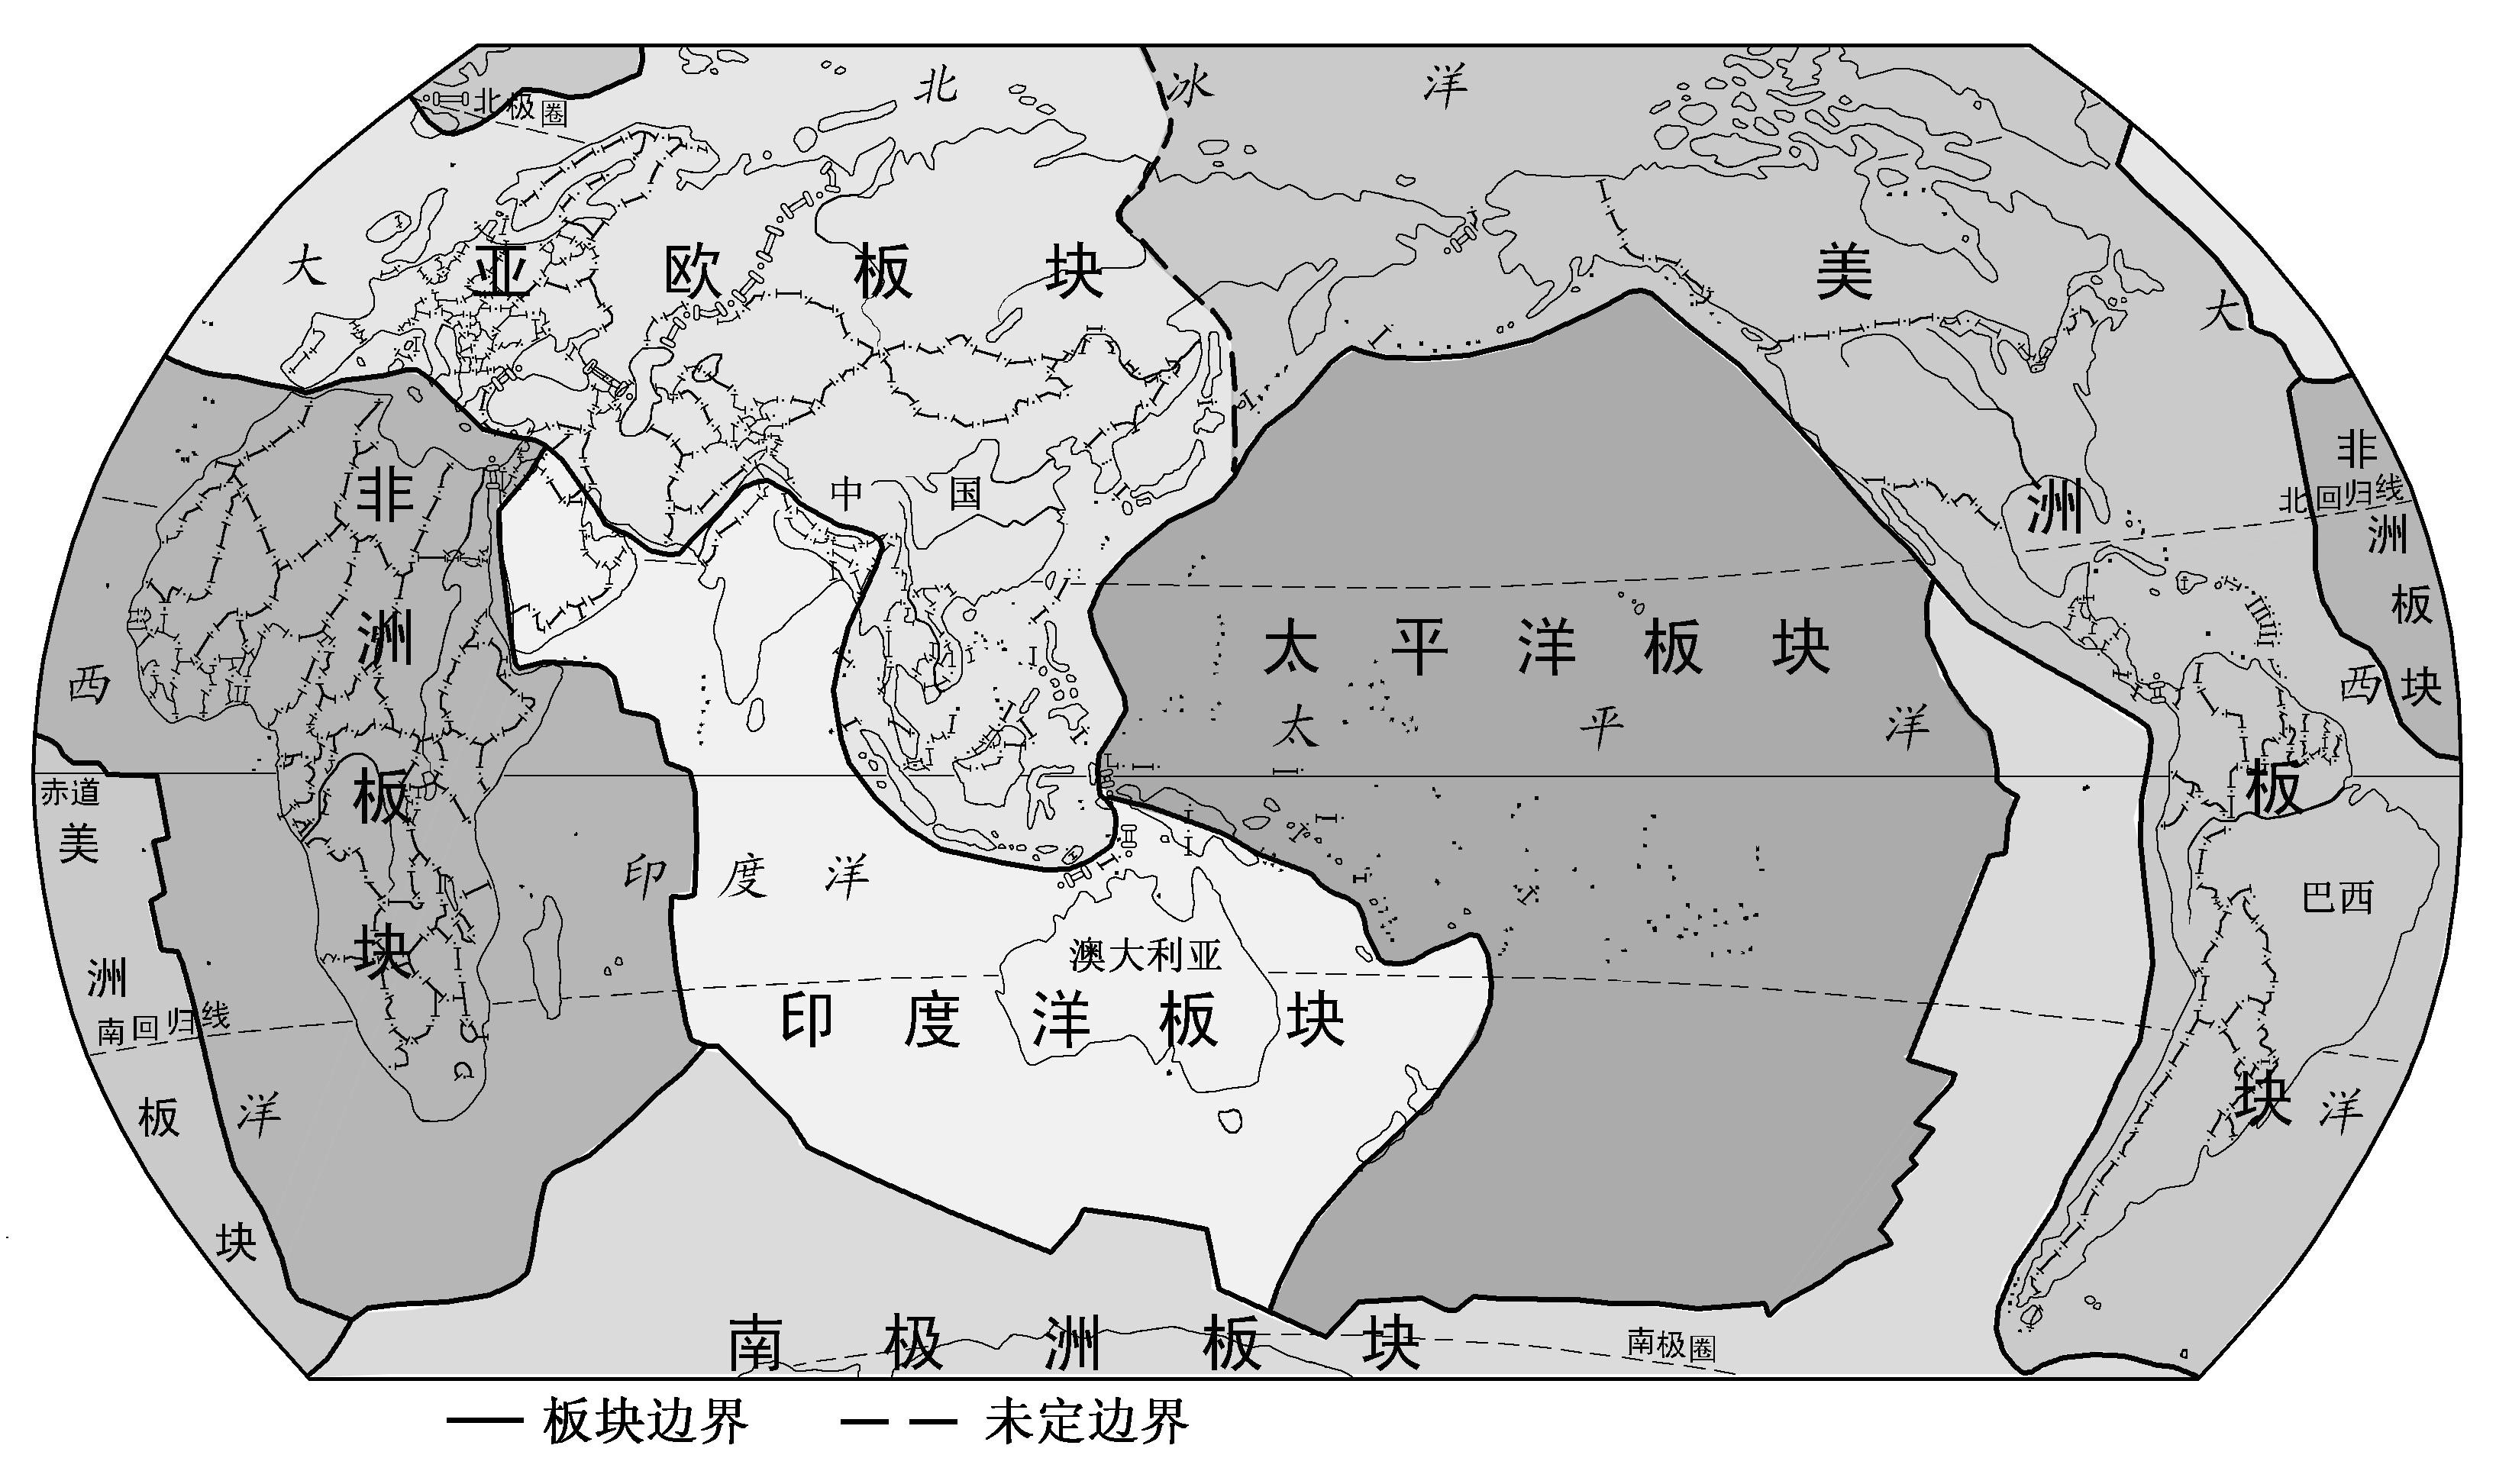 北 冰 洋
北极圈
大
亚 欧 板 块
美
大
非
洲
板
块
中 国
洲
北回归线
非
洲
板
块
西
太 平 洋 板 块
太 平 洋
西
赤道
美
洲
板
块
印 度 洋
板
巴西
澳大利亚
南回归线
印 度 洋 板 块
洋
块
洋
南 极 洲 板 块
南极圈
板块边界
未定边界